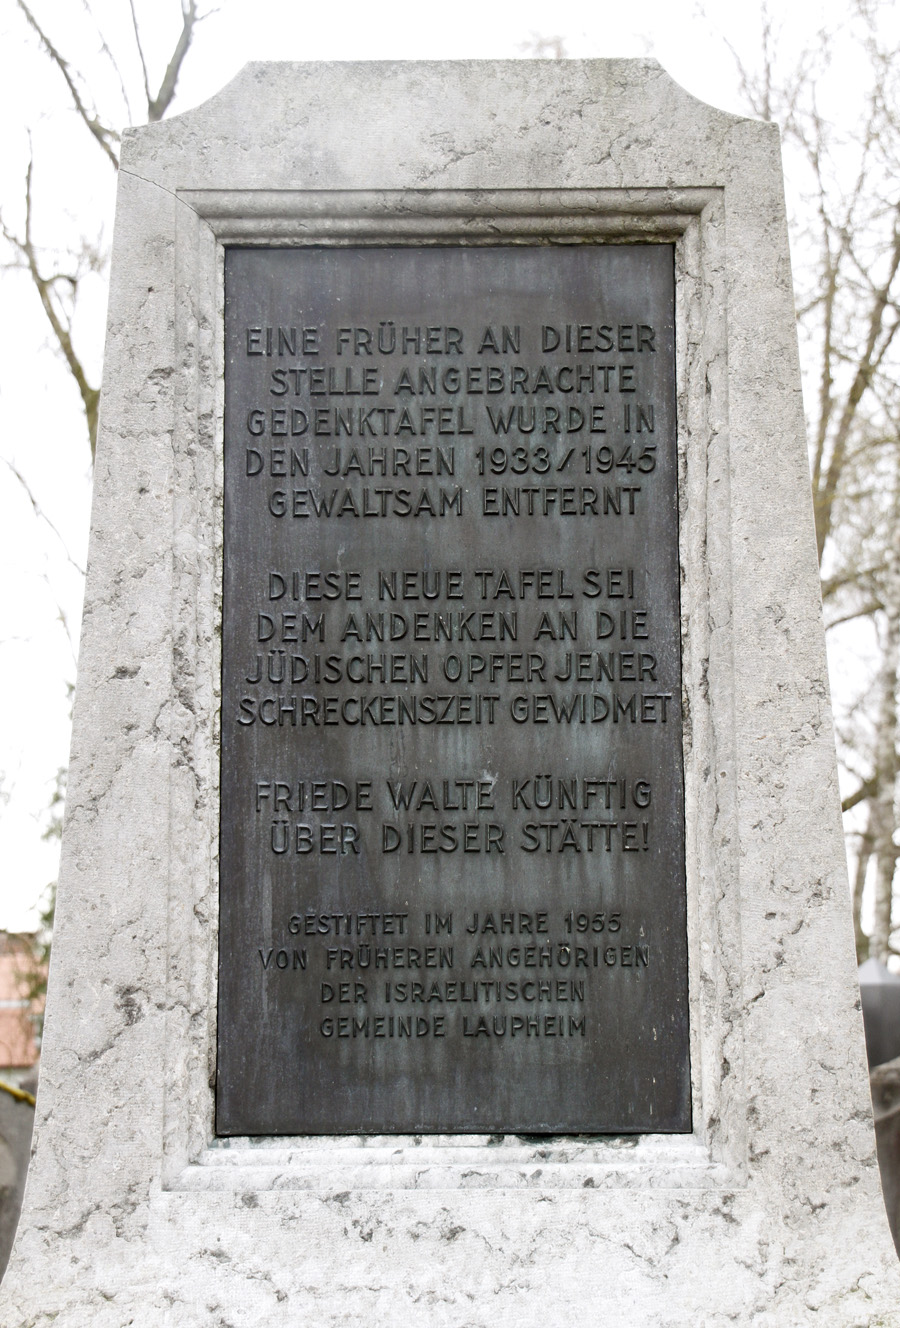 EINE FRÜHER AN DIESER
STELLE ANGEBRACHTE
GEDENKTAFEL WURDE IN
DEN JAHREN 1933/1945
GEWALTSAM ENTFERNT
DIESE NEUE TAFEL SEI
DEM ANDENKEN AN DIE
JÜDISCHEN OPFER JENER
SCHRECKENSZEIT GEWIDMET
FRIEDE WALTE KÜNFTIG
ÜBER DIESER STÄTTE!
GESTIFTET IM JAHRE 1955
VON FRÜHEREN ANGEHÖRIGEN
DER ISRAELITISCHEN
GEMEINDE LAUPHEIM